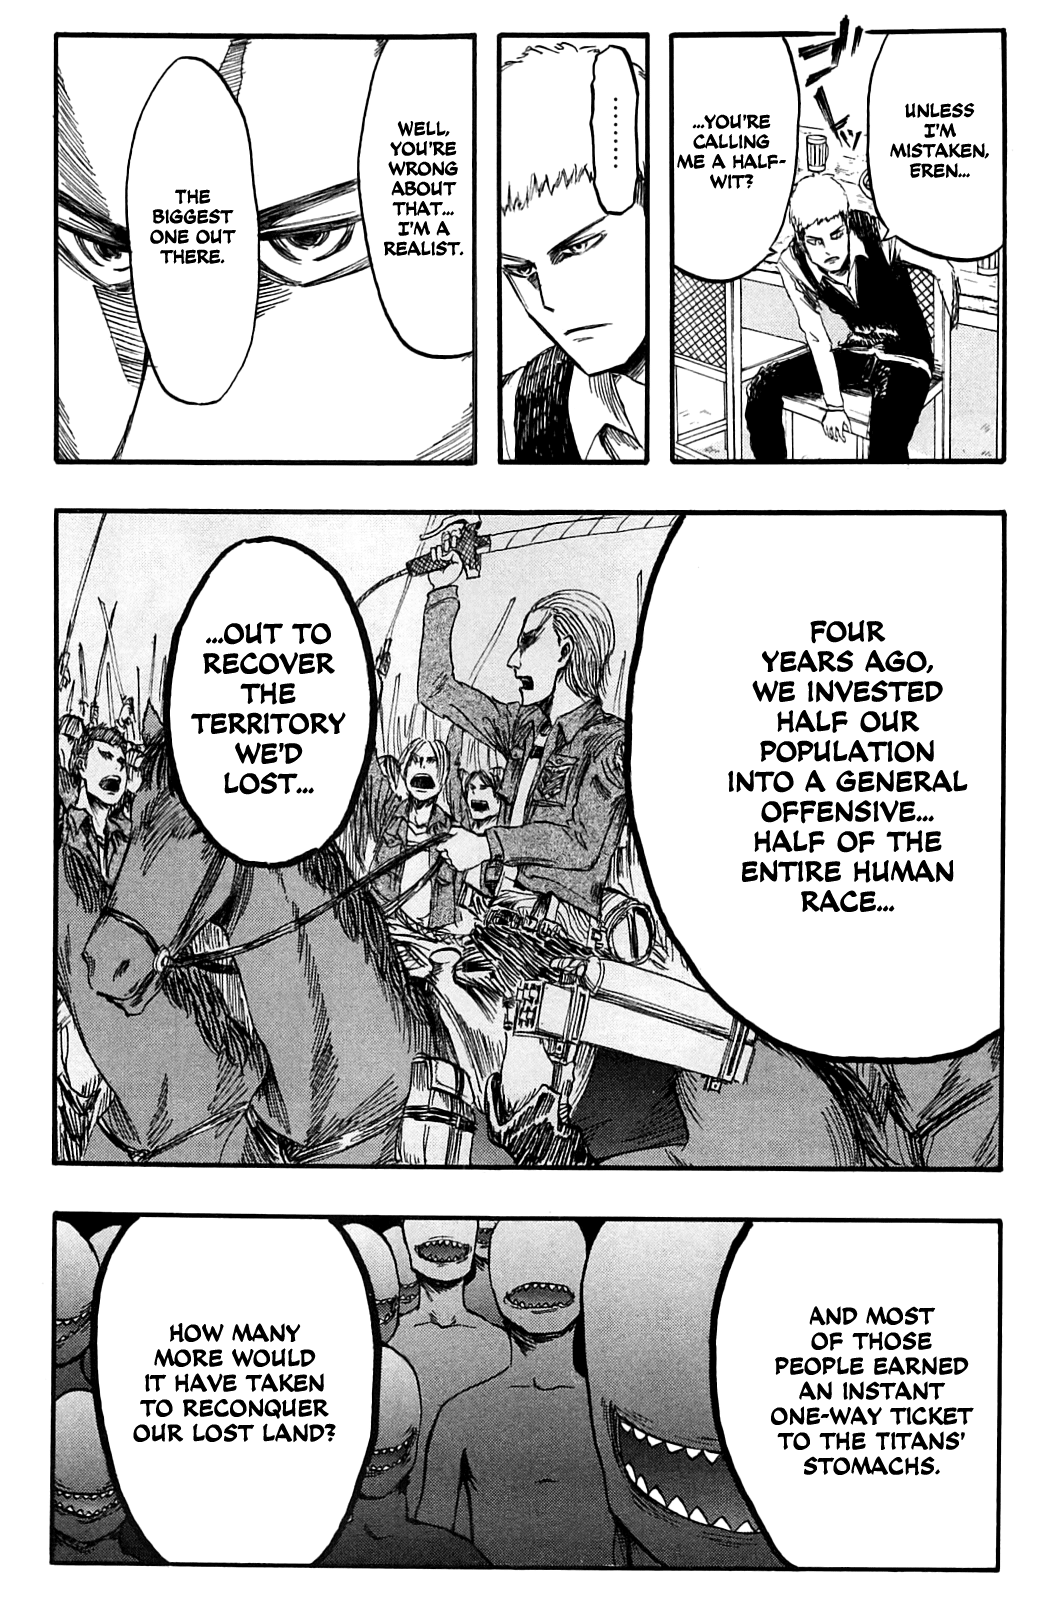 UNLESS
I'M
MISTAKEN,
EREN...
...YOU'RE
CALLING
ME A HALF-
WIT?
.........
WELL,
YOU'RE
WRONG
ABOUT
THAT...
I'M A
REALIST.
THE
BIGGEST
ONE OUT
THERE.
FOUR
YEARS AGO,
WE INVESTED
HALF OUR
POPULATION
INTO A GENERAL
OFFENSIVE...
HALF OF THE
ENTIRE HUMAN
RACE...
...OUT TO
RECOVER
THE
TERRITORY
WE'D
LOST...
AND MOST
OF THOSE
PEOPLE EARNED
AN INSTANT
ONE-WAY TICKET
TO THE TITANS'
STOMACHS.
HOW MANY
MORE WOULD
IT HAVE TAKEN
TO RECONQUER
OUR LOST LAND?